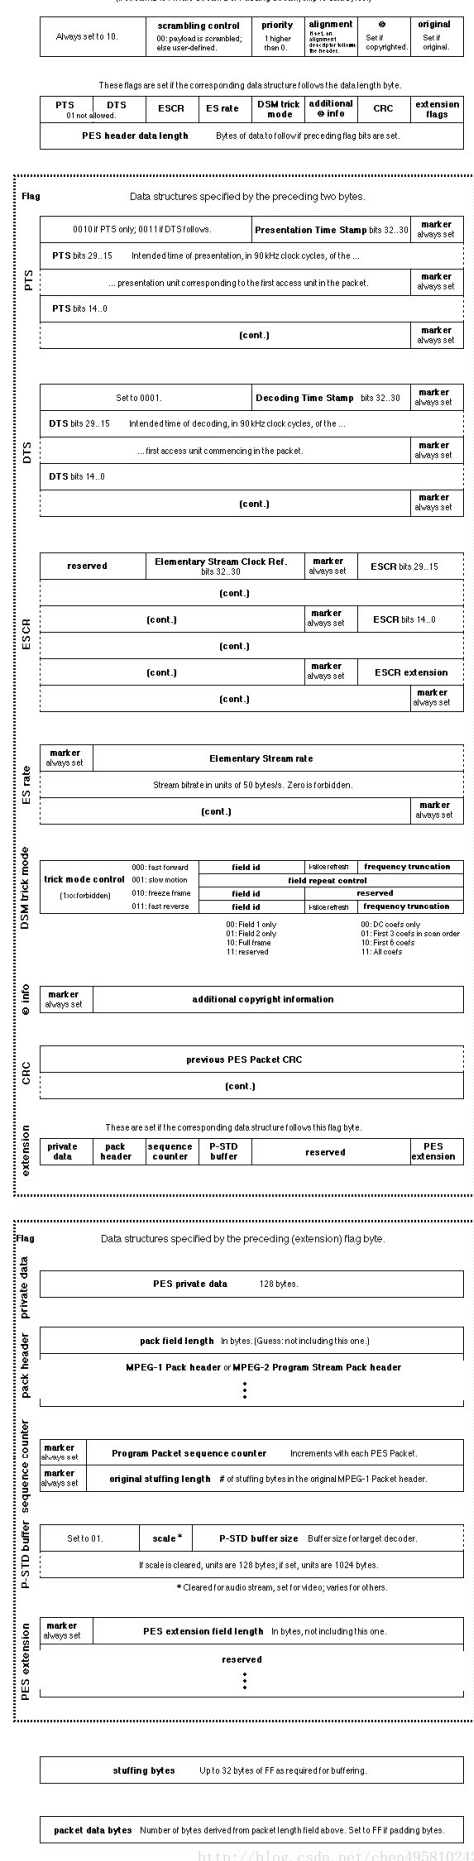 Always set to 10.
scrambling control
00: payload is scrambled;
else user-defined.
priority
1 higher
than 0.
alignment
If set, an
alignment
descriptor follows
the header.
©
Set if
copyrighted.
original
Set if
original.
These flags are set if the corresponding data structure follows the data length byte.
PTS DTS
01 not allowed.
ESCR
ES rate
DSM trick
mode
additional
© info
CRC
extension
flags
PES header data length Bytes of data to follow if preceding flag bits are set.
Flag Data structures specified by the preceding two bytes.
PTS
0010 if PTS only; 0011 if DTS follows.
Presentation Time Stamp bits 32..30
marker
always set
PTS bits 29..15 Intended time of presentation, in 90 kHz clock cycles, of the ...
... presentation unit corresponding to the first access unit in the packet.
marker
always set
PTS bits 14..0
(cont.)
marker
always set
DTS
Set to 0001.
Decoding Time Stamp bits 32..30
marker
always set
DTS bits 29..15 Intended time of decoding, in 90 kHz clock cycles, of the ...
... first access unit commencing in the packet.
marker
always set
DTS bits 14..0
(cont.)
marker
always set
ESCR
reserved
Elementary Stream Clock Ref.
bits 32..30
marker
always set
ESCR bits 29..15
(cont.)
(cont.)
marker
always set
ESCR bits 14..0
(cont.)
(cont.)
marker
always set
ESCR extension
(cont.)
marker
always set
ES rate
marker
always set
Elementary Stream rate
Stream bitrate in units of 50 bytes/s. Zero is forbidden.
(cont.)
marker
always set
DSM trick mode
trick mode control
(1xx forbidden)
000: fast forward
field id
I-slice refresh
frequency truncation
001: slow motion
field repeat control
010: freeze frame
field id
reserved
011: fast reverse
field id
I-slice refresh
frequency truncation
00: Field 1 only
01: Field 2 only
10: Full frame
11: reserved
00: DC coefs only
01: First 3 coefs in scan order
10: First 6 coefs
11: All coefs
© info
marker
always set
additional copyright information
CRC
previous PES Packet CRC
(cont.)
extension
These are set if the corresponding data structure follows this flag byte.
private
data
pack
header
sequence
counter
P-STD
buffer
reserved
PES
extension
Flag Data structures specified by the preceding (extension) flag byte.
private data
PES private data 128 bytes.
pack header
pack field length In bytes. (Guess: not including this one.)
MPEG-1 Pack header or MPEG-2 Program Stream Pack header
sequence counter
marker
always set
Program Packet sequence counter Increments with each PES Packet.
marker
always set
original stuffing length # of stuffing bytes in the original MPEG-1 Packet header.
P-STD buffer
Set to 01.
scale *
P-STD buffer size Buffer size for target decoder.
If scale is cleared, units are 128 bytes; if set, units are 1024 bytes.
* Cleared for audio stream, set for video; varies for others.
PES extension
marker
always set
PES extension field length In bytes, not including this one.
reserved
stuffing bytes Up to 32 bytes of FF as required for buffering.
packet data bytes Number of bytes derived from packet length field above. Set to FF if padding bytes.